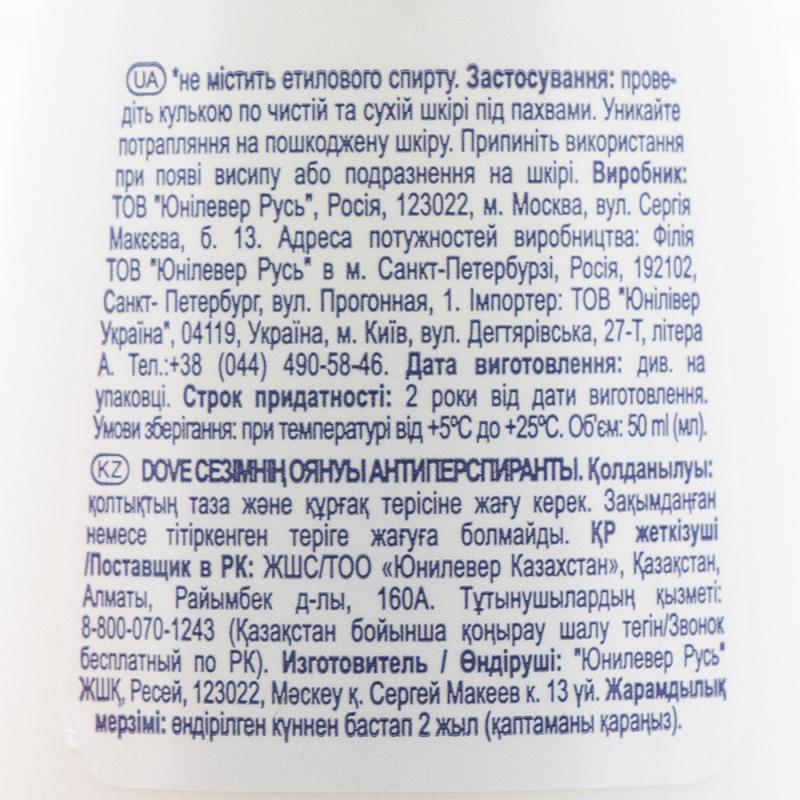 UA *не містить етилового спирту. Застосування: прове-
діть кулькою по чистій та сухій шкірі під пахвами. Уникайте
потрапляння на пошкоджену шкіру. Припиніть використання
при появі висипу або подразнення на шкірі. Виробник:
ТОВ "Юнілевер Русь", Росія, 123022, м. Москва, вул. Сергія
Макєєва, б. 13. Адреса потужностей виробництва: Філія
ТОВ "Юнілевер Русь" в м. Санкт-Петербурзі, Росія, 192102,
Санкт- Петербург, вул. Прогонная, 1. Імпортер: ТОВ "Юнілівер
Україна", 04119, Україна, м. Київ, вул. Дегтярівська, 27-Т, літера
А. Тел.:+38 (044) 490-58-46. Дата виготовлення: див. на
упаковці. Строк придатності: 2 роки від дати виготовлення.
Умови зберігання: при температурі від +5ºС до +25ºС. Об'єм: 50 ml (мл).
KZ DOVE СЕЗІМНІҢ ОЯНУЫ АНТИПЕРСПИРАНТЫ. Қолданылуы:
қолтықтың таза және құрғақ терісіне жағу керек. Зақымданған
немесе тітіркенген теріге жағуға болмайды. ҚР жеткізуші
/Поставщик в РК: ЖШС/ТОО «Юнилевер Казахстан», Қазақстан,
Алматы, Райымбек д-лы, 160А. Тұтынушылардың қызметі:
8-800-070-1243 (Қазақстан бойынша қоңырау шалу тегін/Звонок
бесплатный по РК). Изготовитель / Өндіруші: "Юнилевер Русь"
ЖШҚ, Ресей, 123022, Мәскеу қ. Сергей Макеев к. 13 үй. Жарамдылық
мерзімі: өндірілген күннен бастап 2 жыл (қаптаманы қараңыз).